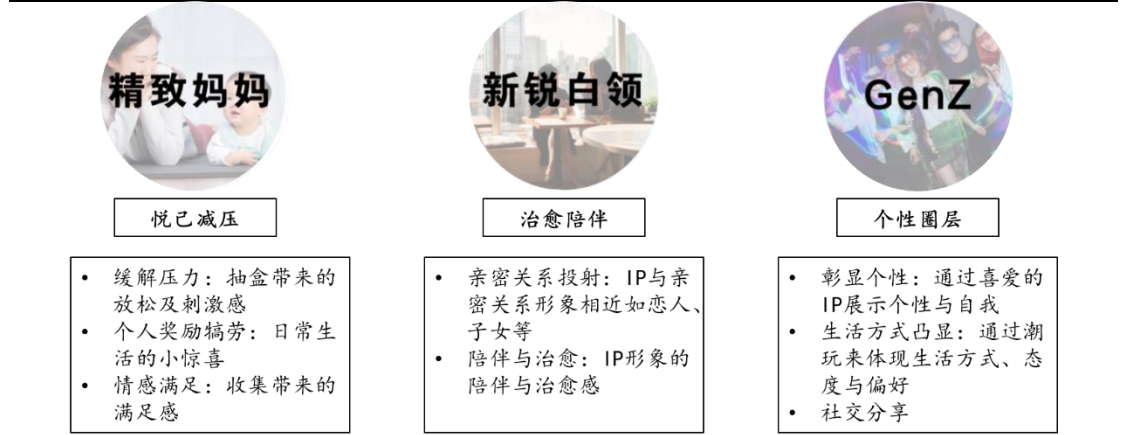 精致妈妈
悦己减压
• 缓解压力：抽盒带来的
放松及刺激感
• 个人奖励犒劳：日常生
活的小惊喜
• 情感满足：收集带来的
满足感
新锐白领
治愈陪伴
• 亲密关系投射：IP与亲
密关系形象相近如恋人、
子女等
• 陪伴与治愈：IP形象的
陪伴与治愈感
GenZ
个性圈层
• 彰显个性：通过喜爱的
IP展示个性与自我
• 生活方式凸显：通过潮
玩来体现生活方式、态
度与偏好
• 社交分享